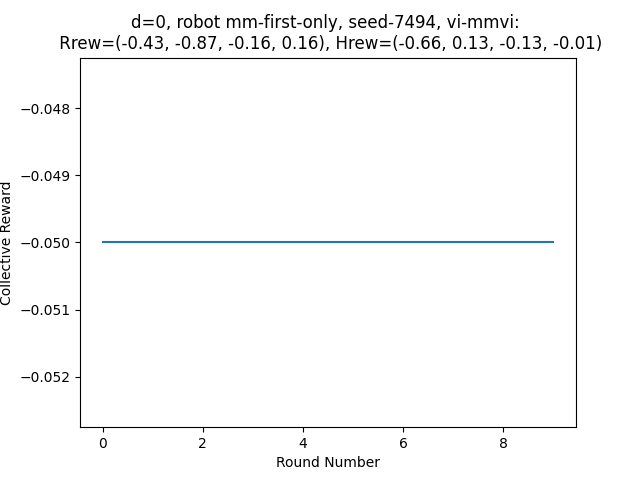 d=0, robot mm-first-only, seed-7494, vi-mmvi:
Rrew=(-0.43, -0.87, -0.16, 0.16), Hrew=(-0.66, 0.13, -0.13, -0.01)
−0.048
−0.049
−0.050
−0.051
−0.052
Collective Reward
0 2 4 6 8
Round Number